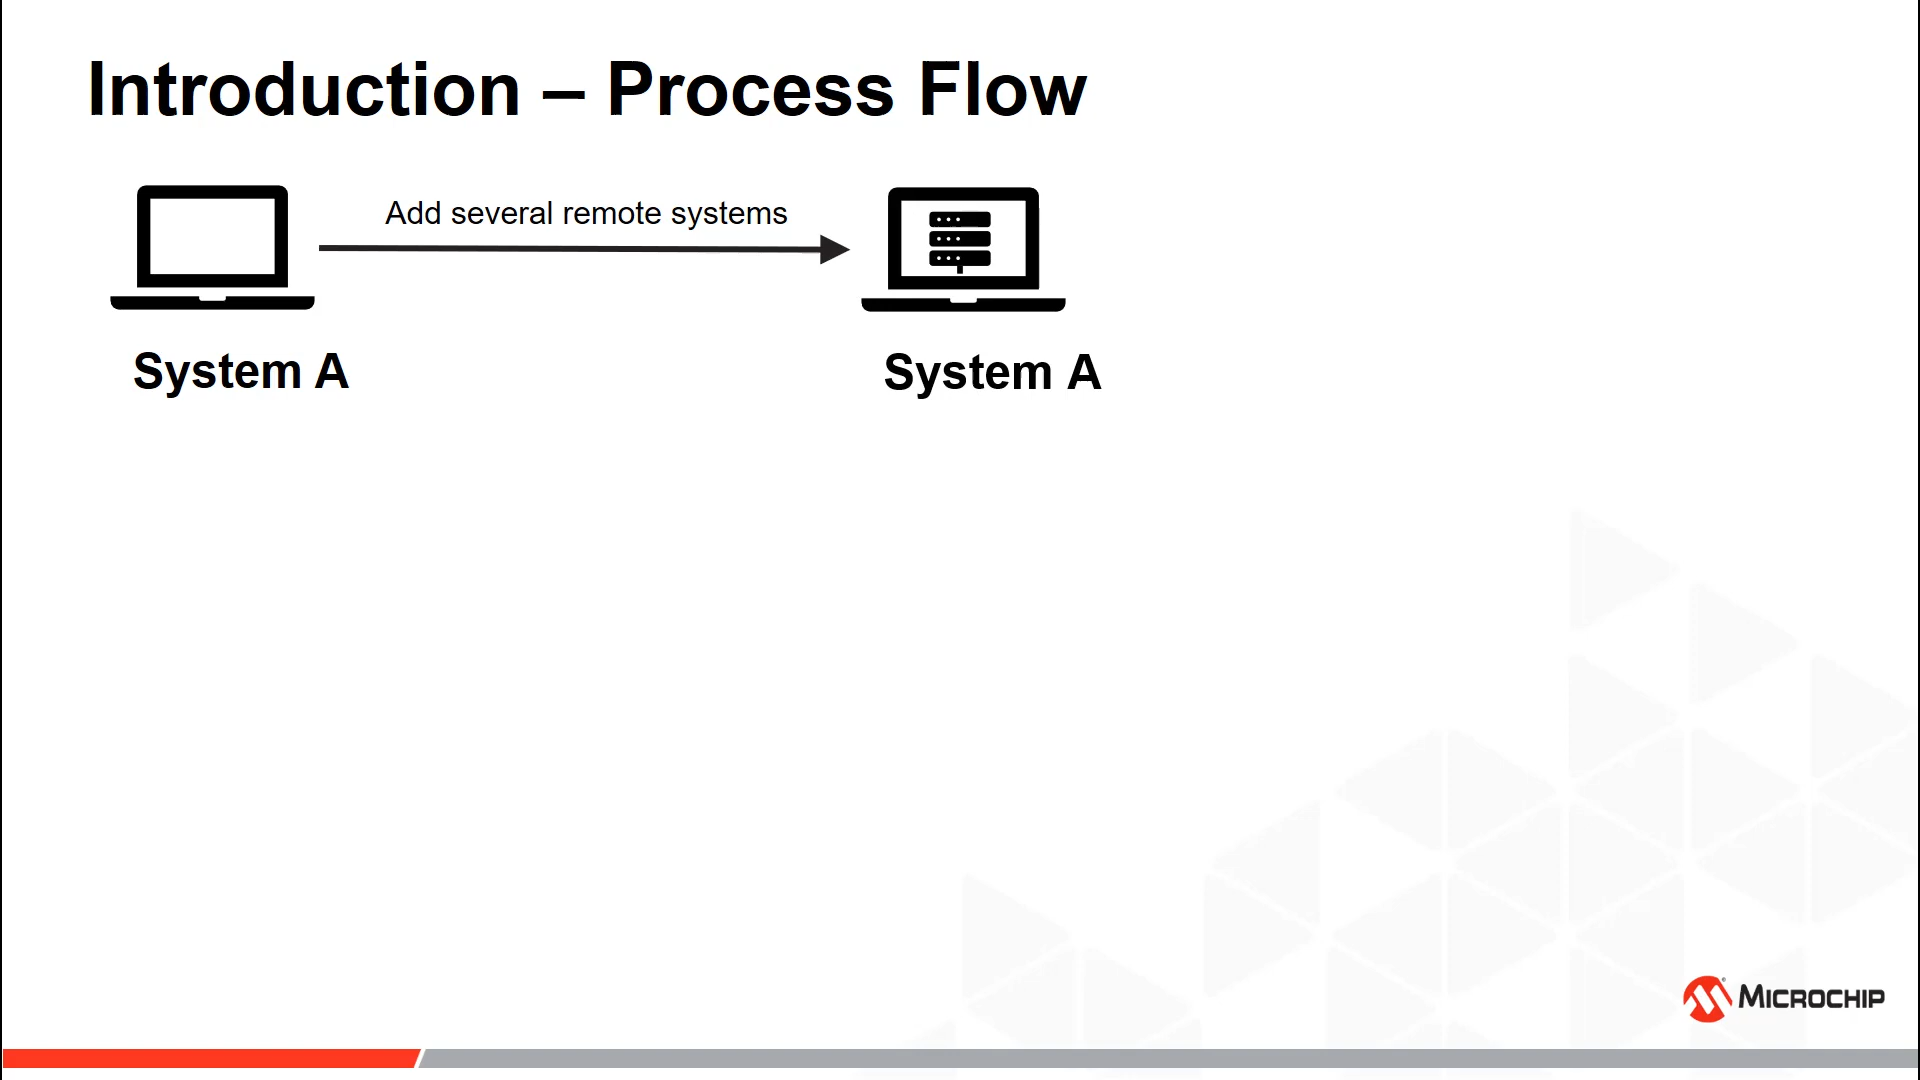 Introduction – Process Flow
Add several remote systems
System A
System A
MICROCHIP